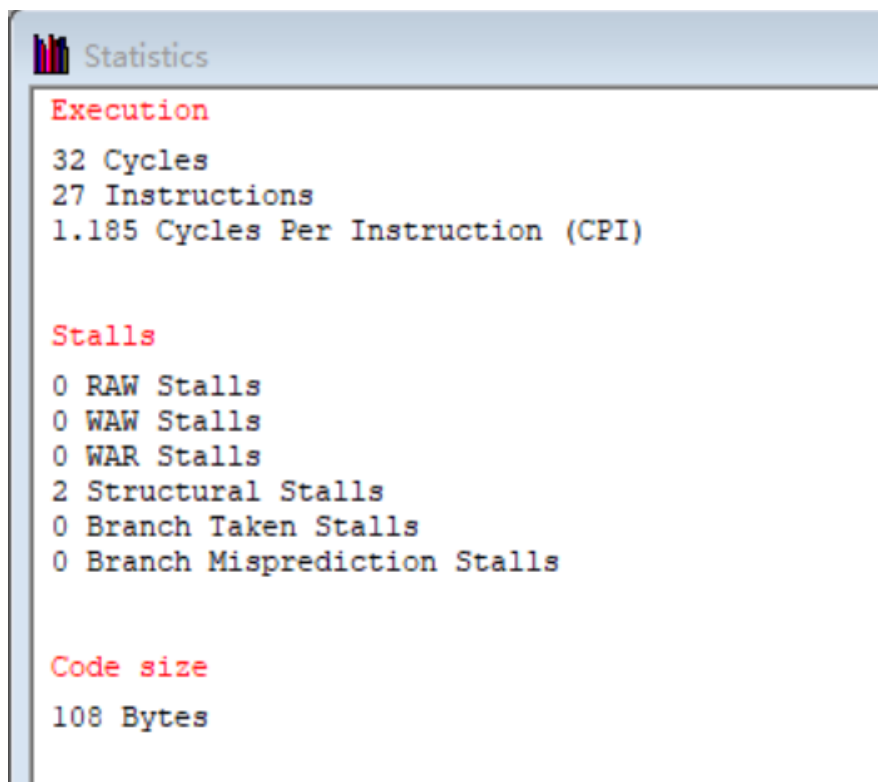 Statistics
Execution
32 Cycles
27 Instructions
1.185 Cycles Per Instruction (CPI)
Stalls
0 RAW Stalls
0 WAW Stalls
0 WAR Stalls
2 Structural Stalls
0 Branch Taken Stalls
0 Branch Misprediction Stalls
Code size
108 Bytes